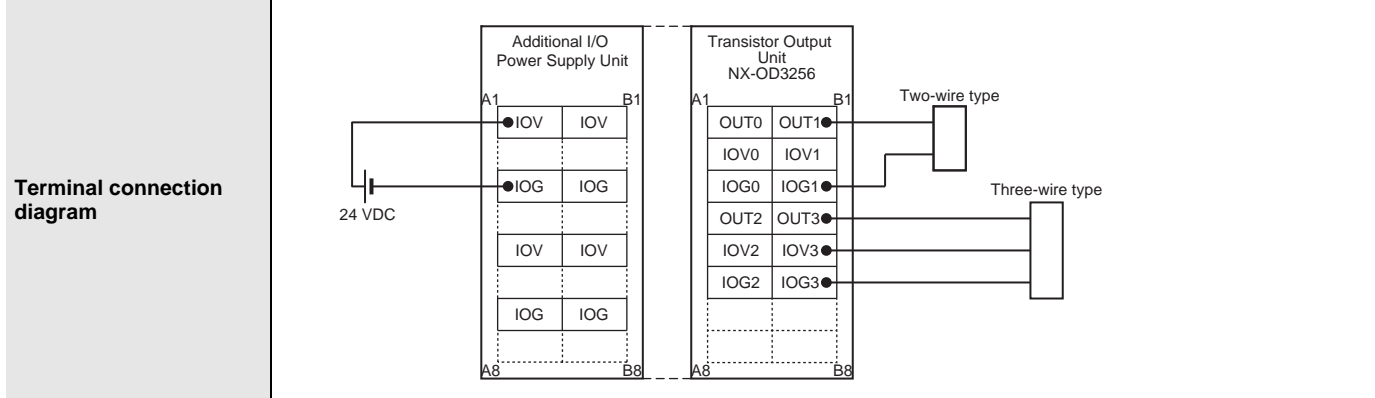 Terminal connection
diagram
Additional I/O
Power Supply Unit
A1 B1
IOV IOV
IOG IOG
IOV IOV
IOG IOG
A8 B8
24 VDC
Transistor Output
Unit
NX-OD3256
A1 B1
OUT0 OUT1
IOV0 IOV1
IOG0 IOG1
OUT2 OUT3
IOV2 IOV3
IOG2 IOG3
A8 B8
Two-wire type
Three-wire type